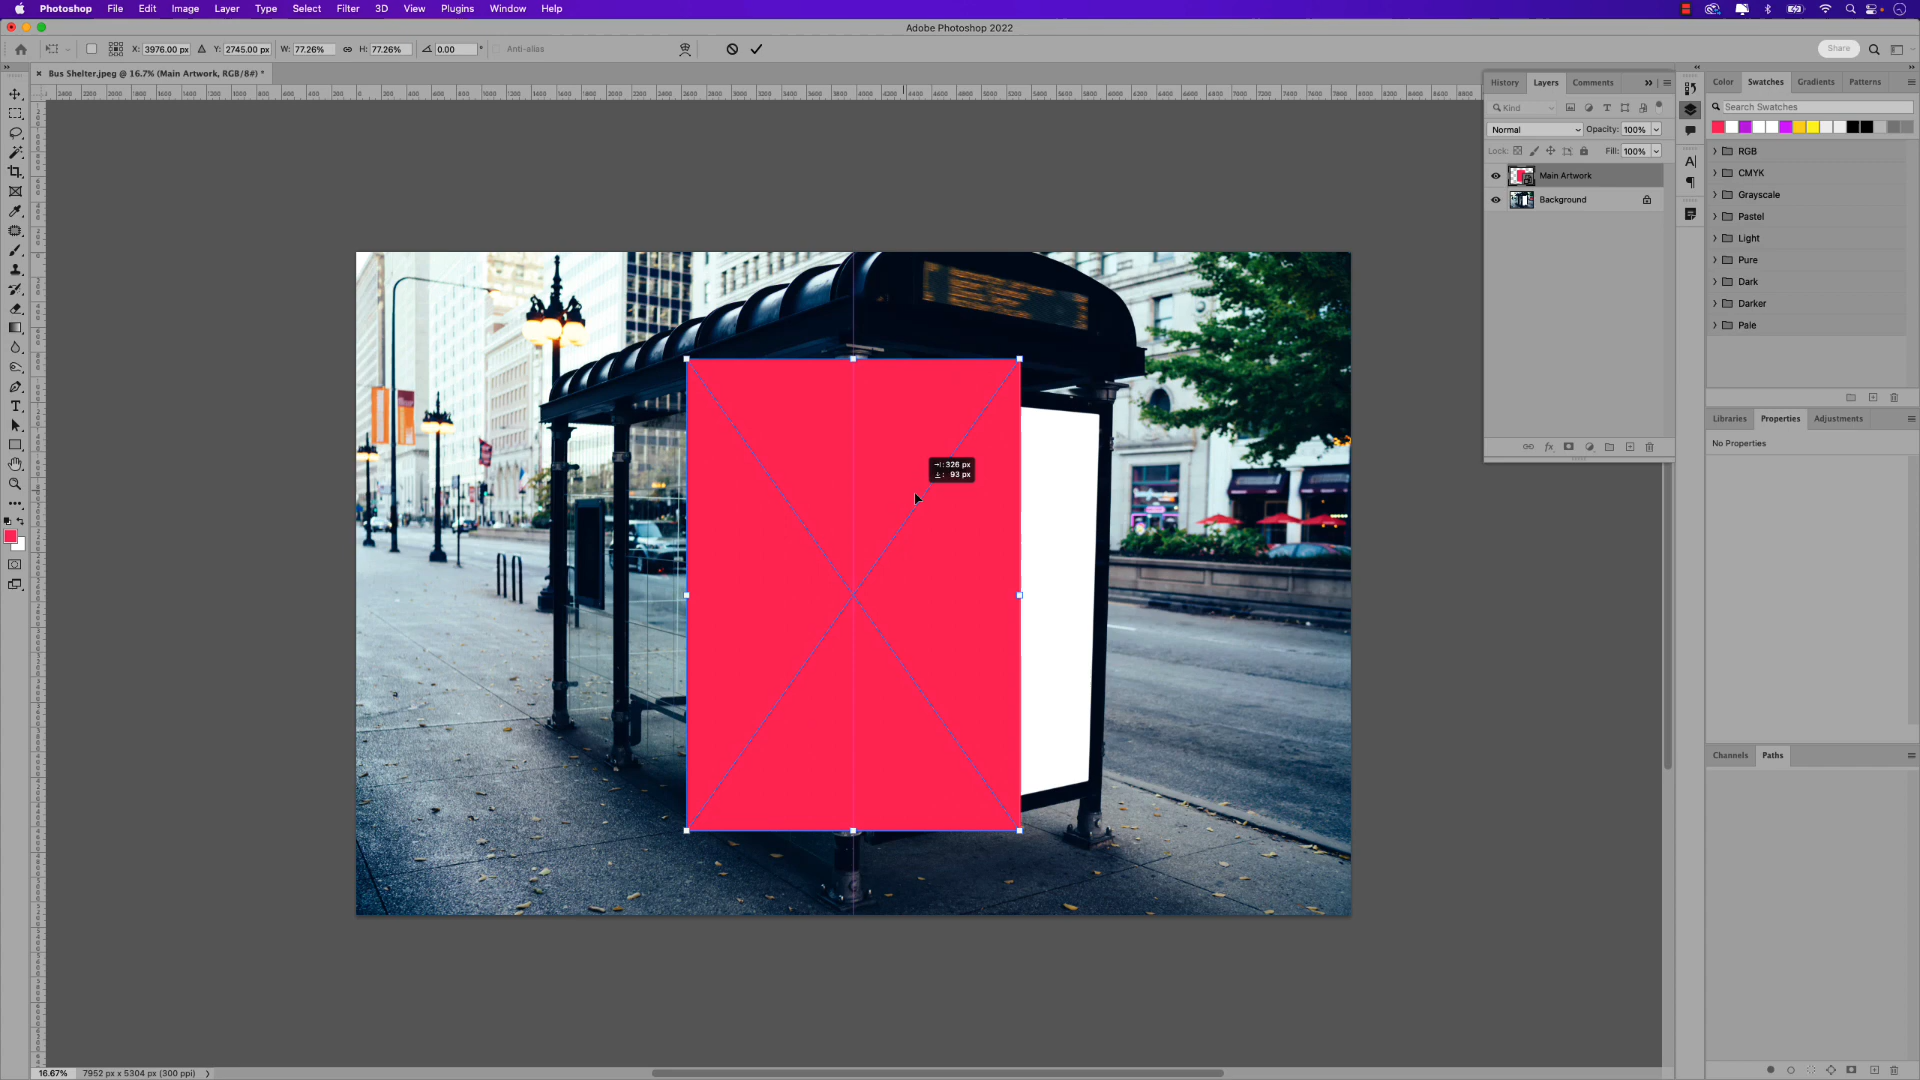 Photoshop File Edit Image Layer Type Select Filter 3D View Plugins Window Help
Adobe Photoshop 2022
X: 3976.00 px Y: 2745.00 px W: 77.26% H: 77.26% 0.00 ° Anti-alias Share
Bus Shelter.jpeg @ 16.7% (Main Artwork, RGB/8#) *
History Layers Comments
Kind
Normal Opacity: 100%
Lock: Fill: 100%
Main Artwork
Background
Color Swatches Gradients Patterns
Search Swatches
RGB
CMYK
Grayscale
Pastel
Light
Pure
Dark
Darker
Pale
Libraries Properties Adjustments
No Properties
Channels Paths
326 px
93 px
16.67% 7952 px x 5304 px (300 ppi)